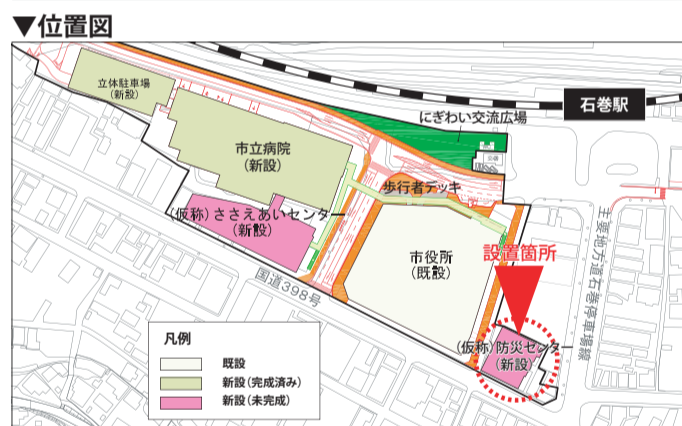 ▼位置図
立体駐車場
(新設)
市立病院
(新設)
(仮称)ささえあいセンター
(新設)
国道398号
歩行者デッキ
市役所
(既設)
にぎわい交流広場
石巻駅
設置箇所
主要地方道石巻停車場線
(仮称)防災センター
(新設)
凡例
既設
新設(完成済み)
新設(未完成)